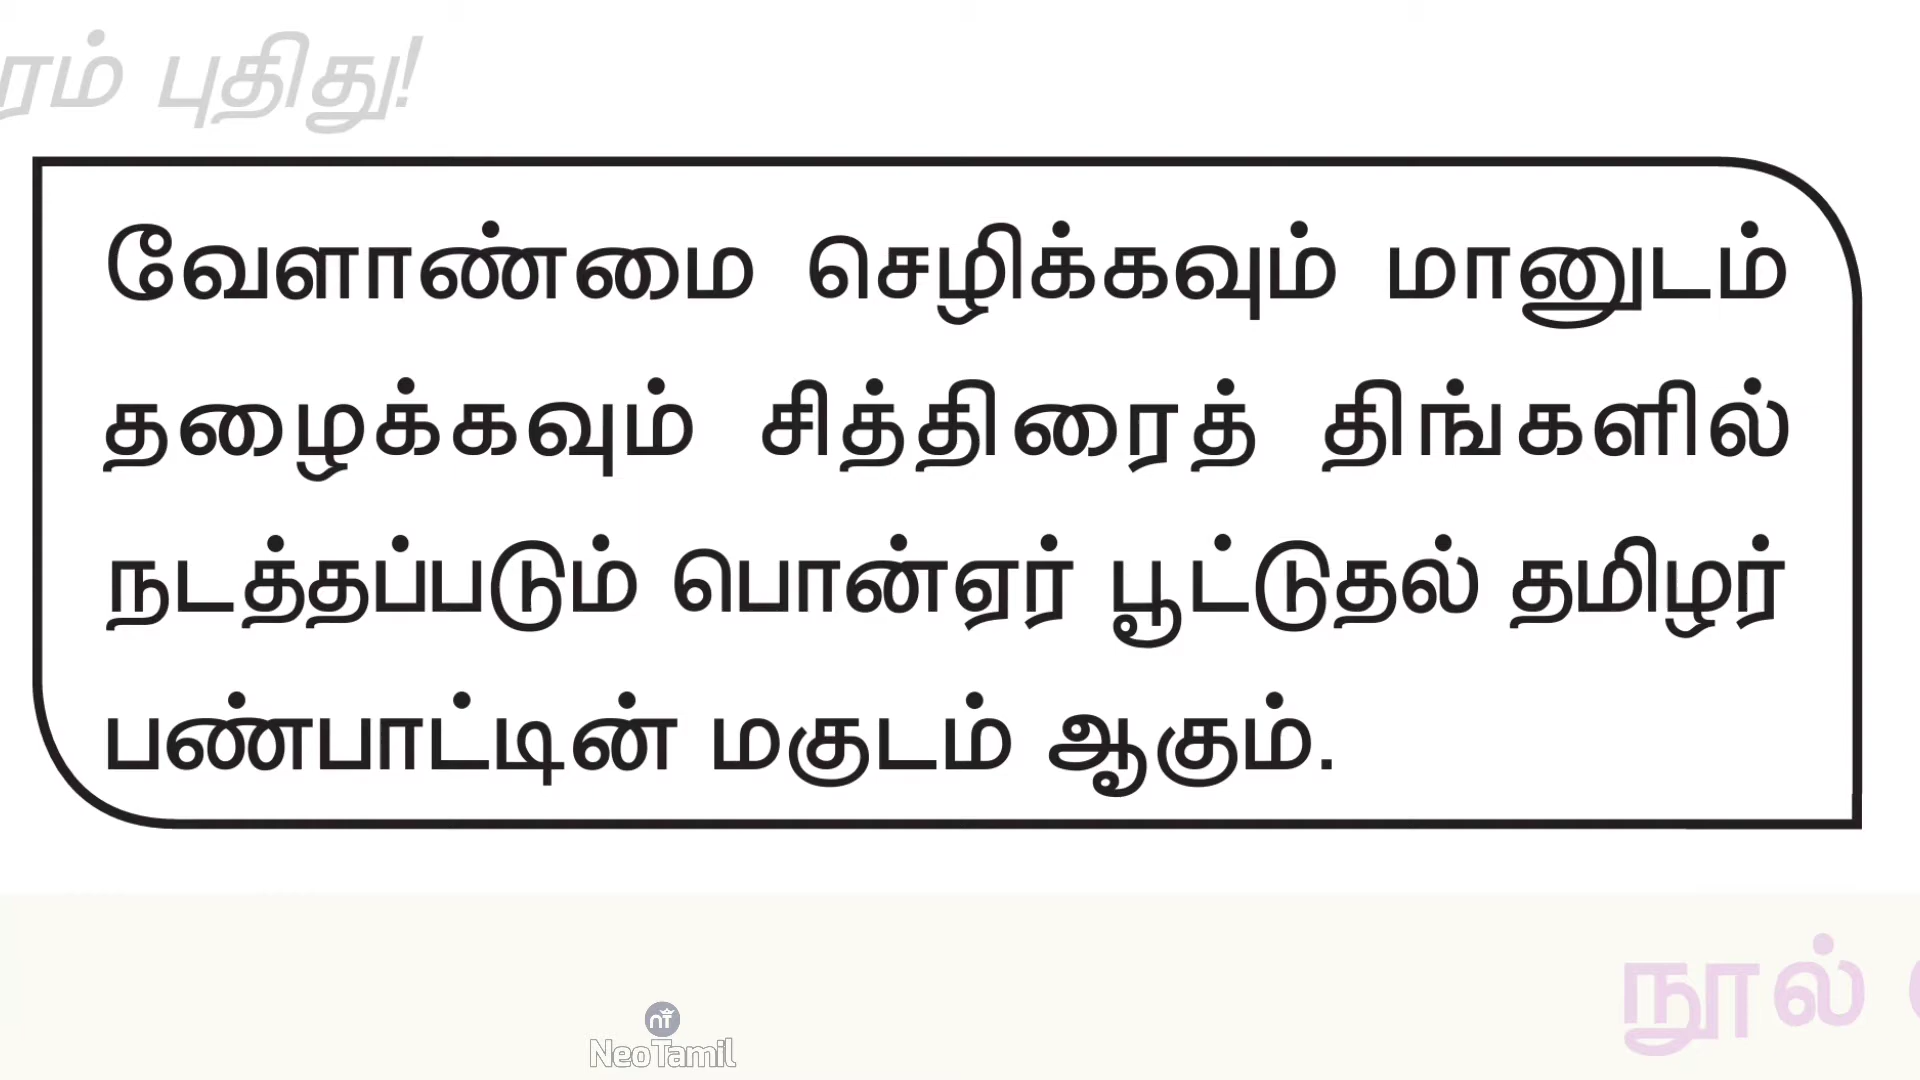 ரம் புதிது!
வேளாண்மை செழிக்கவும் மானுடம்
தழைக்கவும் சித்திரைத் திங்களில்
நடத்தப்படும் பொன்ஏர் பூட்டுதல் தமிழர்
பண்பாட்டின் மகுடம் ஆகும்.
நூல்
NeoTamil